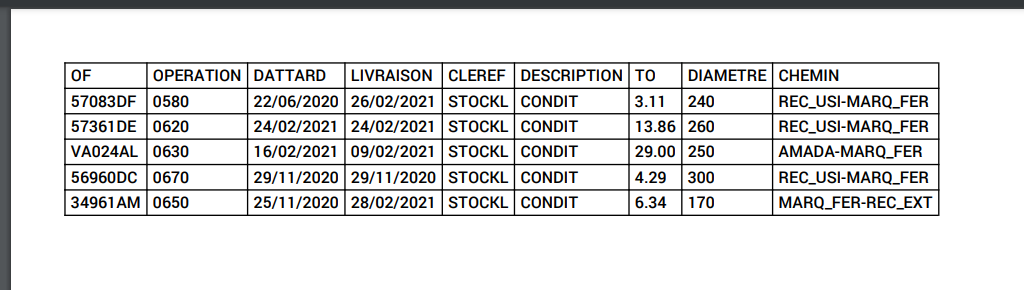 OF OPERATION DATTARD LIVRAISON CLEREF DESCRIPTION TO DIAMETRE CHEMIN
57083DF 0580 22/06/2020 26/02/2021 STOCKL CONDIT 3.11 240 REC_USI-MARQ_FER
57361DE 0620 24/02/2021 24/02/2021 STOCKL CONDIT 13.86 260 REC_USI-MARQ_FER
VA024AL 0630 16/02/2021 09/02/2021 STOCKL CONDIT 29.00 250 AMADA-MARQ_FER
56960DC 0670 29/11/2020 29/11/2020 STOCKL CONDIT 4.29 300 REC_USI-MARQ_FER
34961AM 0650 25/11/2020 28/02/2021 STOCKL CONDIT 6.34 170 MARQ_FER-REC_EXT